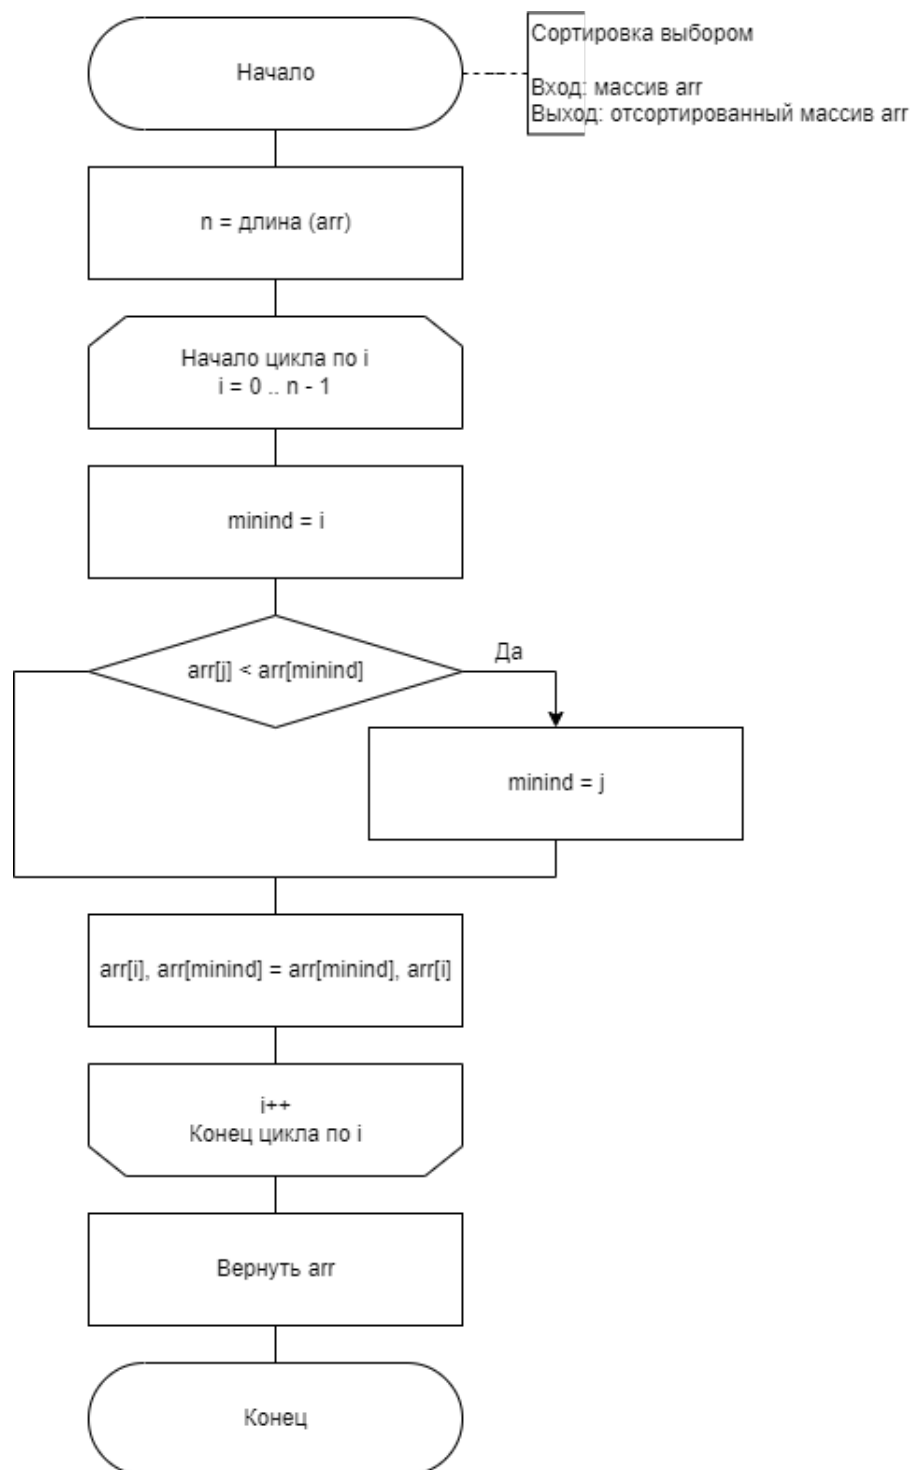 Начало
Сортировка выбором
Вход: массив arr
Выход: отсортированный массив arr
n = длина (arr)
Начало цикла по i
i = 0 .. n - 1
minind = i
arr[j] < arr[minind]
Да
minind = j
arr[i], arr[minind] = arr[minind], arr[i]
i++
Конец цикла по i
Вернуть arr
Конец